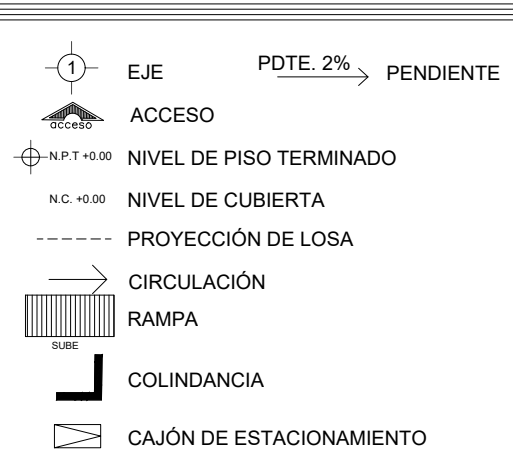 1 EJE PDTE. 2% PENDIENTE
acceso ACCESO
N.P.T +0.00 NIVEL DE PISO TERMINADO
N.C. +0.00 NIVEL DE CUBIERTA
PROYECCIÓN DE LOSA
CIRCULACIÓN
RAMPA
SUBE
COLINDANCIA
CAJÓN DE ESTACIONAMIENTO